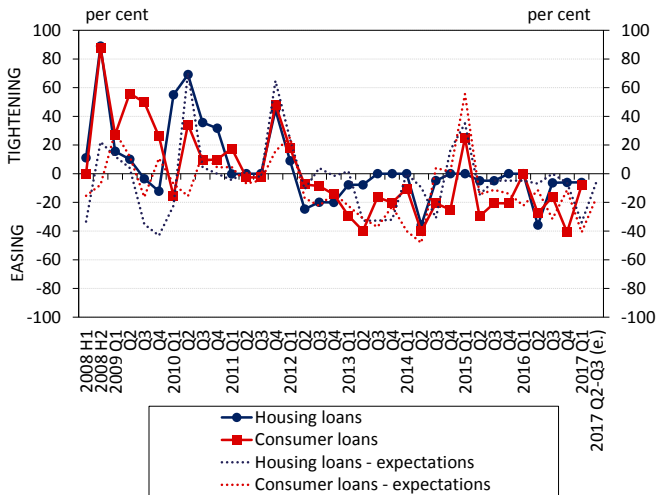 per cent
per cent
100
80
60
40
20
0
-20
-40
-60
-80
-100
100
80
60
40
20
0
-20
-40
-60
-80
-100
TIGHTENING
EASING
2008 H1
2008 H2
2009 Q1
Q2
Q3
Q4
2010 Q1
Q2
Q3
Q4
2011 Q1
Q2
Q3
Q4
2012 Q1
Q2
Q3
Q4
2013 Q1
Q2
Q3
Q4
2014 Q1
Q2
Q3
Q4
2015 Q1
Q2
Q3
Q4
2016 Q1
Q2
Q3
Q4
2017 Q1
2017 Q2-Q3 (e.)
Housing loans
Consumer loans
Housing loans - expectations
Consumer loans - expectations